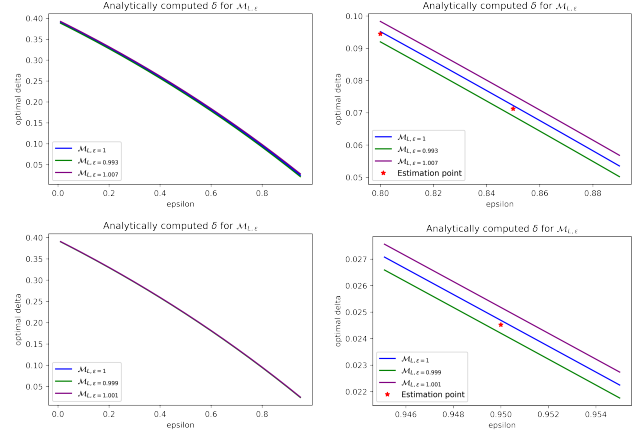 Analytically computed δ for ℳ_{L,ε}
0.40
0.35
0.30
0.25
0.20
0.15
0.10
0.05
optimal delta
ℳ_{L, ε=1}
ℳ_{L, ε=0.993}
ℳ_{L, ε=1.007}
0.0 0.2 0.4 0.6 0.8
epsilon
Analytically computed δ for ℳ_{L,ε}
0.10
0.09
0.08
0.07
0.06
0.05
optimal delta
ℳ_{L, ε=1}
ℳ_{L, ε=0.993}
ℳ_{L, ε=1.007}
Estimation point
0.80 0.82 0.84 0.86 0.88
epsilon
Analytically computed δ for ℳ_{L,ε}
0.40
0.35
0.30
0.25
0.20
0.15
0.10
0.05
optimal delta
ℳ_{L, ε=1}
ℳ_{L, ε=0.999}
ℳ_{L, ε=1.001}
0.0 0.2 0.4 0.6 0.8
epsilon
Analytically computed δ for ℳ_{L,ε}
0.027
0.026
0.025
0.024
0.023
0.022
optimal delta
ℳ_{L, ε=1}
ℳ_{L, ε=0.999}
ℳ_{L, ε=1.001}
Estimation point
0.946 0.948 0.950 0.952 0.954
epsilon